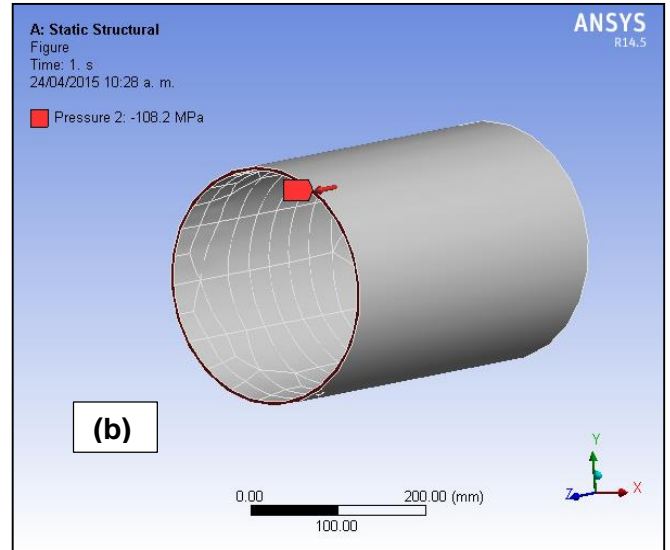 A: Static Structural
Figure
Time: 1. s
24/04/2015 10:28 a. m.
Pressure 2: -108.2 MPa
ANSYS
R14.5
(b)
0.00
200.00 (mm)
100.00
Y
Z
X